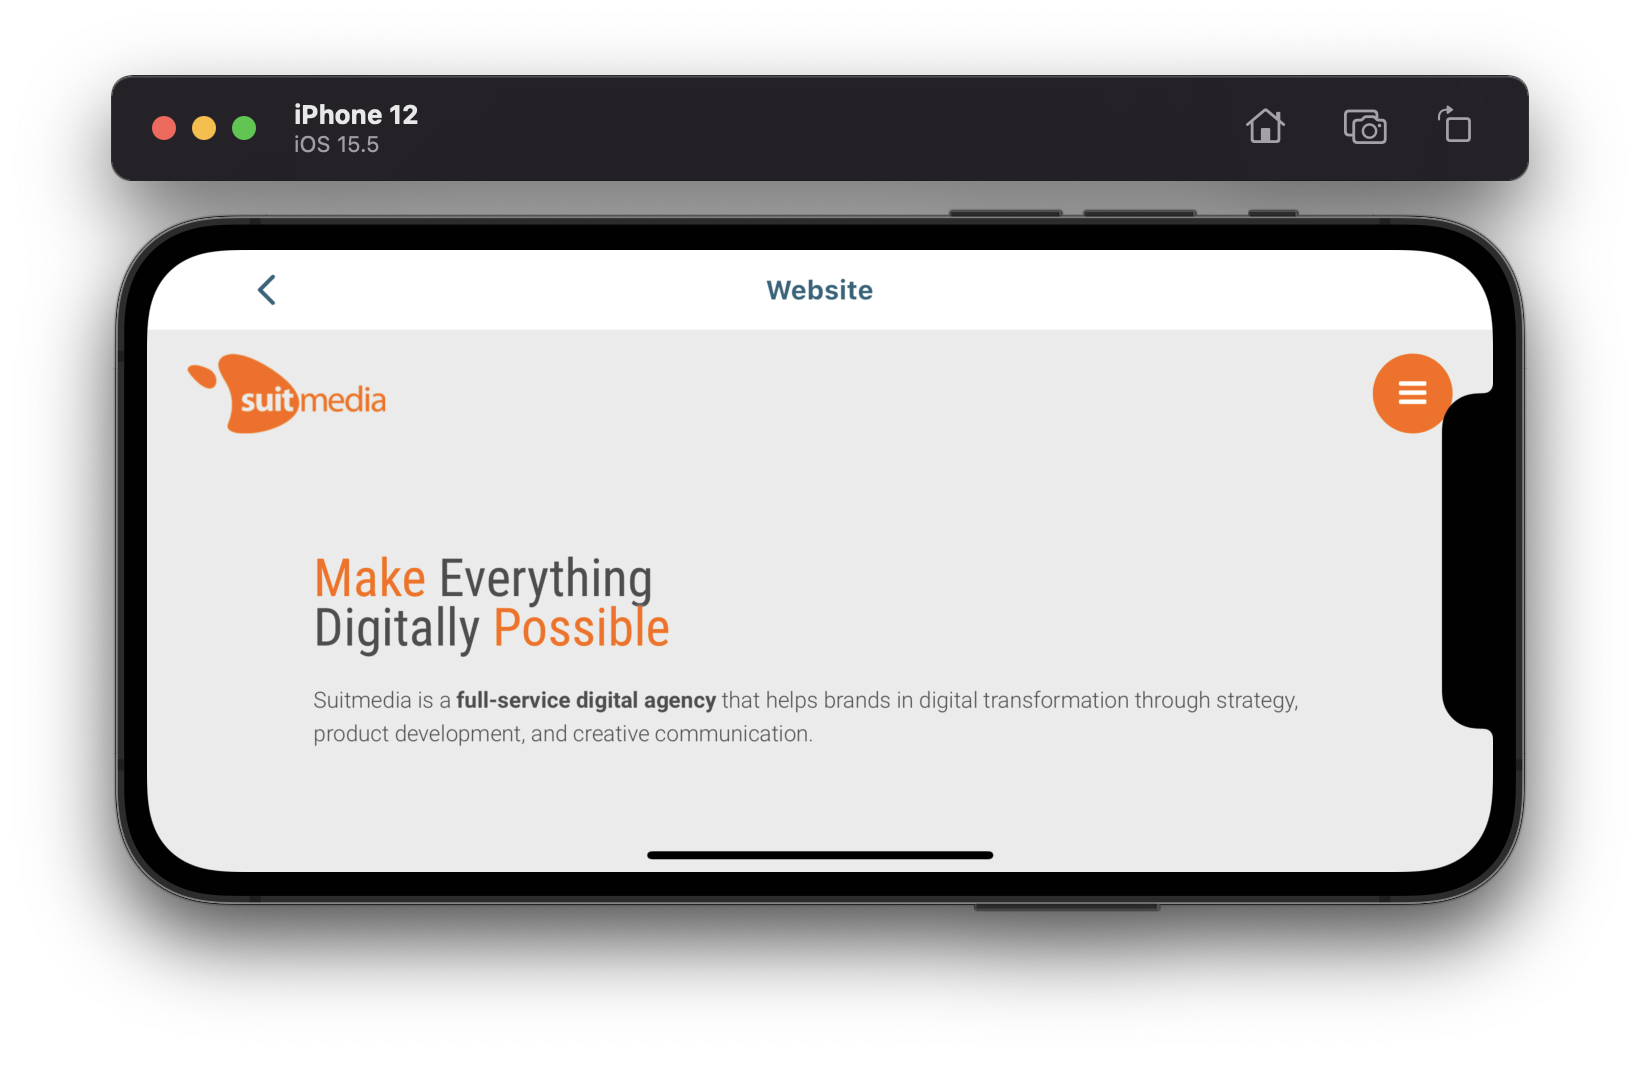 iPhone 12
iOS 15.5
Website
suitmedia
Make Everything
Digitally Possible
Suitmedia is a full-service digital agency that helps brands in digital transformation through strategy,
product development, and creative communication.